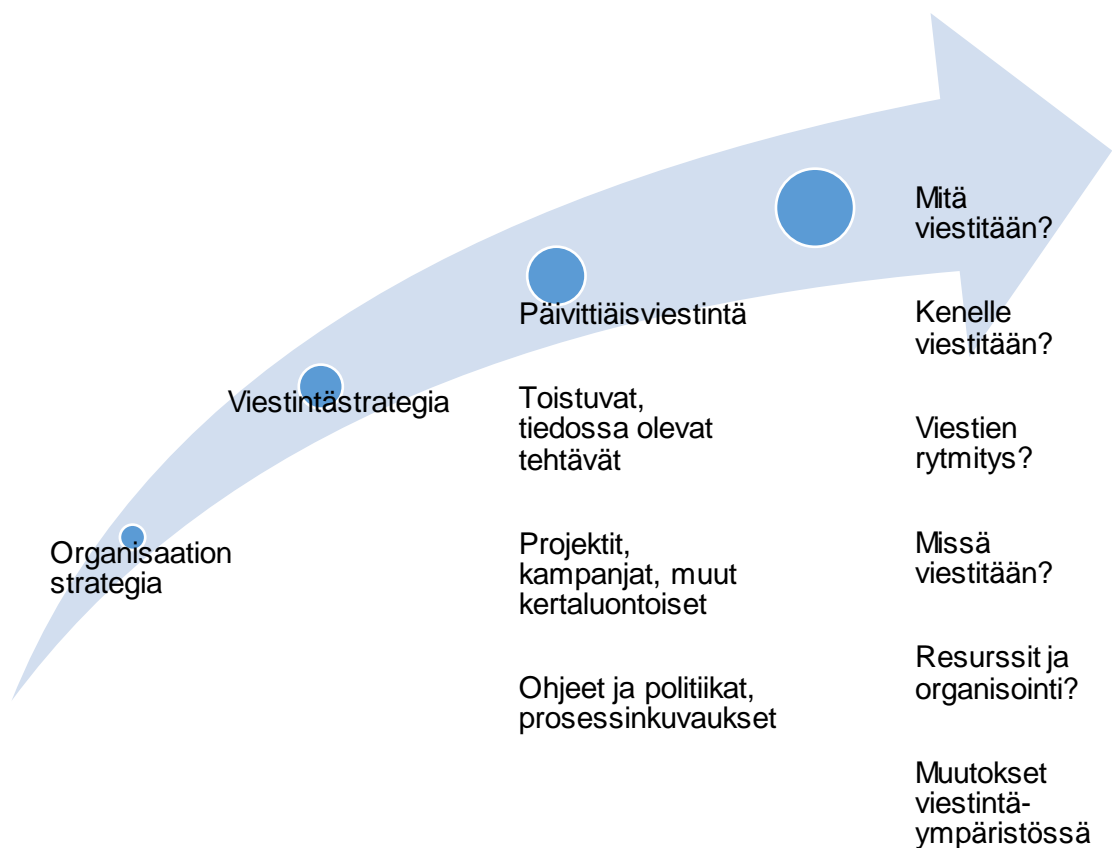 Organisaation
strategia
Viestintästrategia
Päivittiäisviestintä
Toistuvat,
tiedossa olevat
tehtävät
Projektit,
kampanjat, muut
kertaluontoiset
Ohjeet ja politiikat,
prosessinkuvaukset
Mitä
viestitään?
Kenelle
viestitään?
Viestien
rytmitys?
Missä
viestitään?
Resurssit ja
organisointi?
Muutokset
viestintä-
ympäristössä